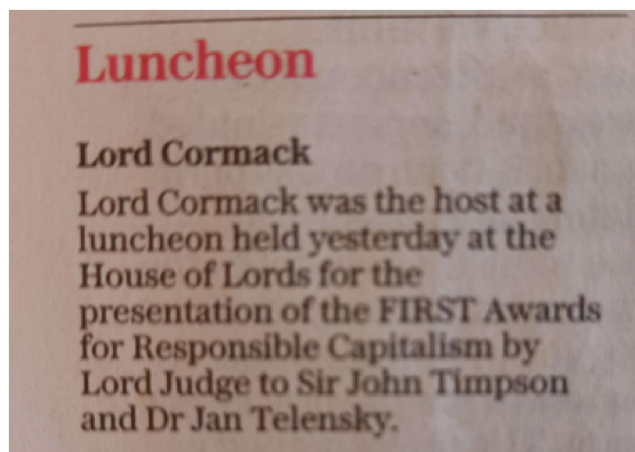 Luncheon
Lord Cormack
Lord Cormack was the host at a
luncheon held yesterday at the
House of Lords for the
presentation of the FIRST Awards
for Responsible Capitalism by
Lord Judge to Sir John Timpson
and Dr Jan Telensky.